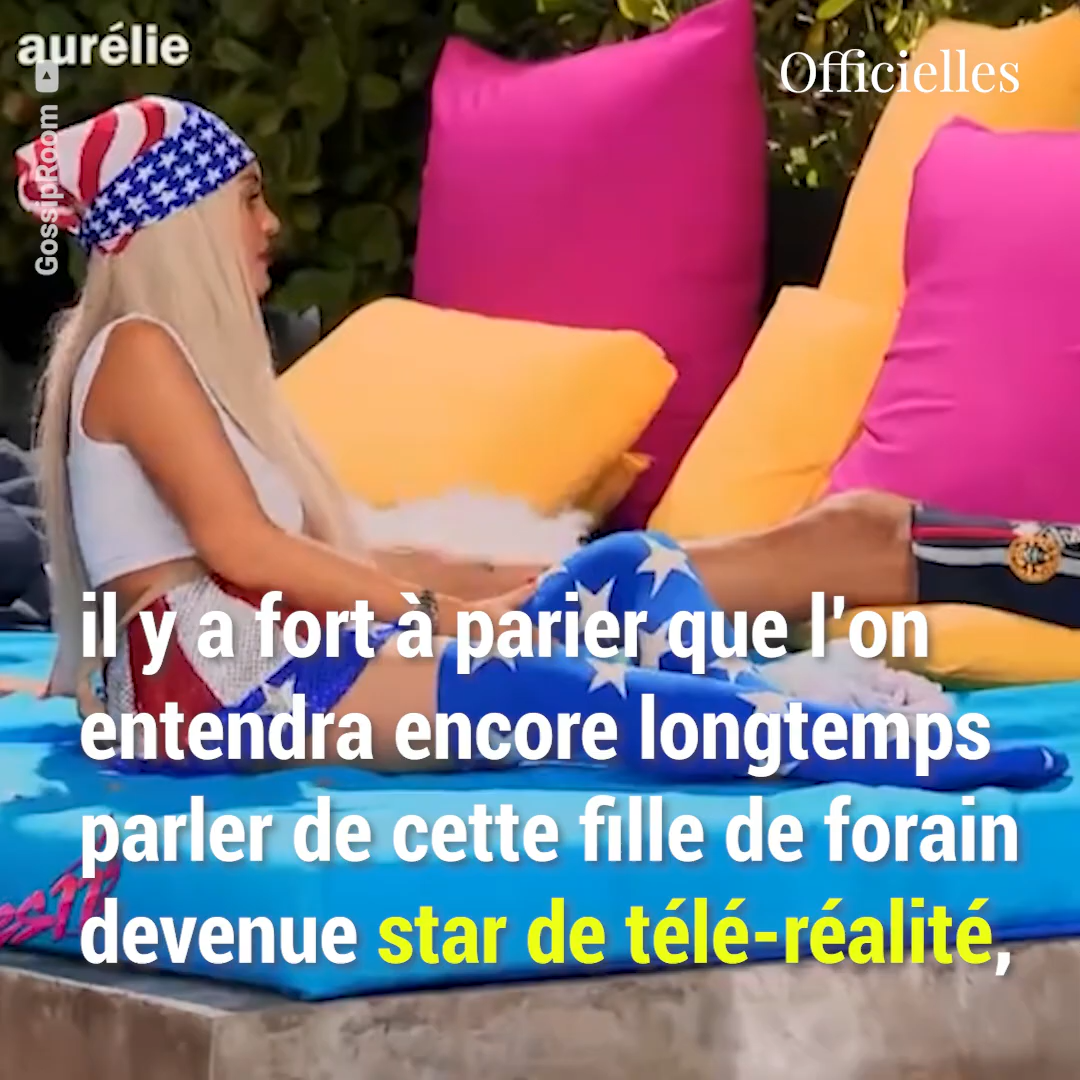 aurélie
Officielles
GossipRoom
il y a fort à parier que l'on
entendra encore longtemps
parler de cette fille de forain
devenue star de télé-réalité,